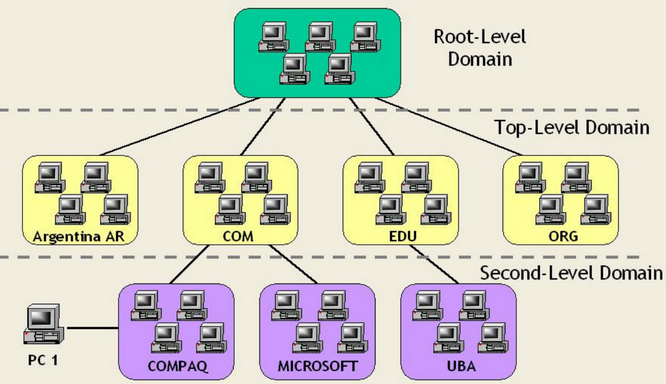 Root-Level
Domain
Top-Level Domain
Argentina AR
COM
EDU
ORG
Second-Level Domain
PC 1
COMPAQ
MICROSOFT
UBA